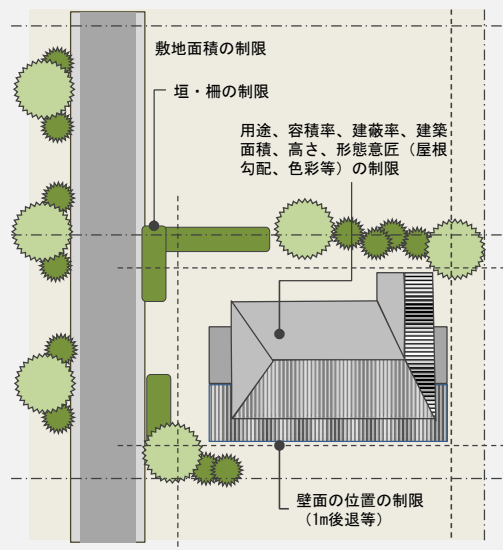 敷地面積の制限
垣・柵の制限
用途、容積率、建蔽率、建築
面積、高さ、形態意匠（屋根
勾配、色彩等）の制限
壁面の位置の制限
（1m後退等）